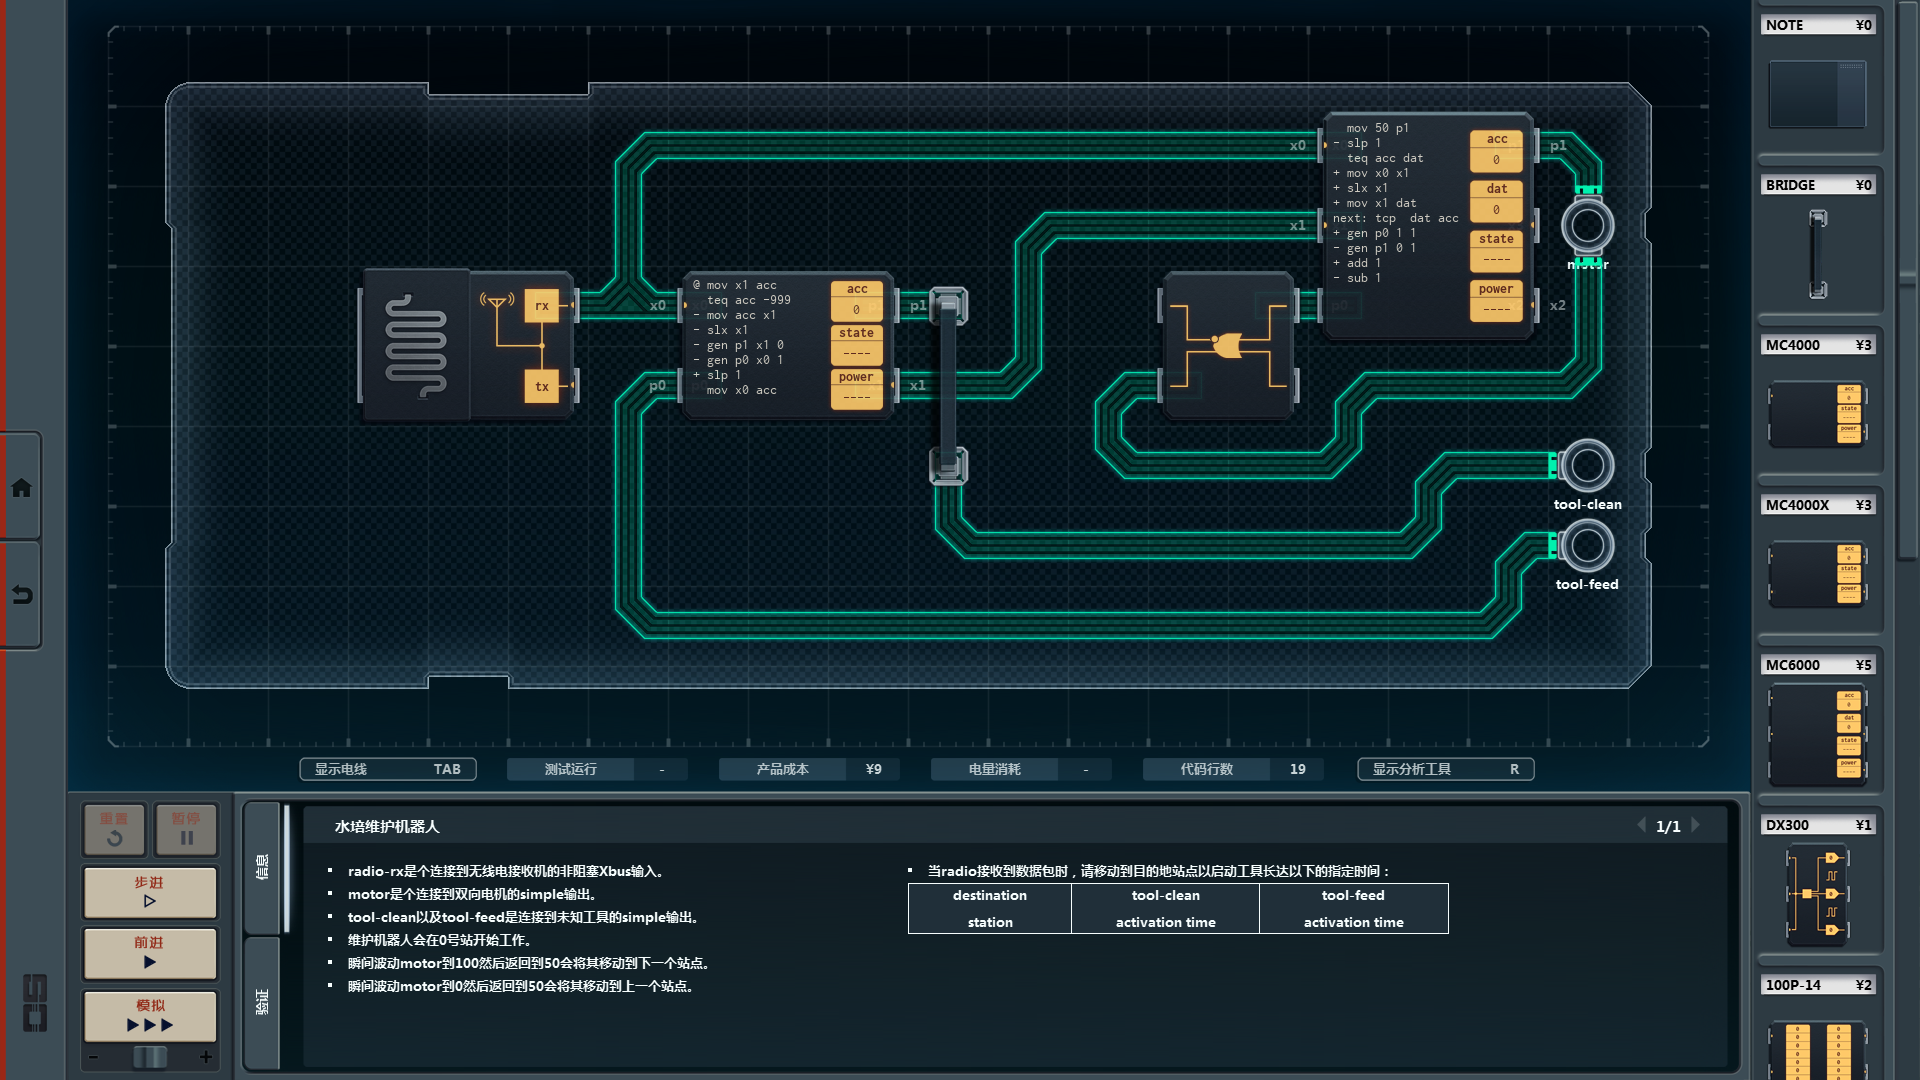 NOTE ¥0
BRIDGE ¥0
MC4000 ¥3
MC4000X ¥3
MC6000 ¥5
DX300 ¥1
100P-14 ¥2
mov 50 p1
- slp 1
teq acc dat
+ mov x0 x1
+ slx x1
+ mov x1 dat
next: tcp dat acc
+ gen p0 1 1
- gen p1 0 1
+ add 1
- sub 1
acc
0
dat
0
state
----
power
----
x0
x1
p0
p1
x2
motor
rx
tx
@ mov x1 acc
teq acc -999
- mov acc x1
- slx x1
- gen p1 x1 0
- gen p0 x0 1
+ slp 1
mov x0 acc
acc
0
state
----
power
----
x0
p0
p1
x1
tool-clean
tool-feed
显示电线 TAB
测试运行 -
产品成本 ¥9
电量消耗 -
代码行数 19
显示分析工具 R
重置
暂停
步进
前进
模拟
- +
信息
验证
水培维护机器人
1/1
▪ radio-rx是个连接到无线电接收机的非阻塞Xbus输入。
▪ motor是个连接到双向电机的simple输出。
▪ tool-clean以及tool-feed是连接到未知工具的simple输出。
▪ 维护机器人会在0号站开始工作。
▪ 瞬间波动motor到100然后返回到50会将其移动到下一个站点。
▪ 瞬间波动motor到0然后返回到50会将其移动到上一个站点。
▪ 当radio接收到数据包时，请移动到目的地站点以启动工具长达以下的指定时间：
destination tool-clean tool-feed
station activation time activation time